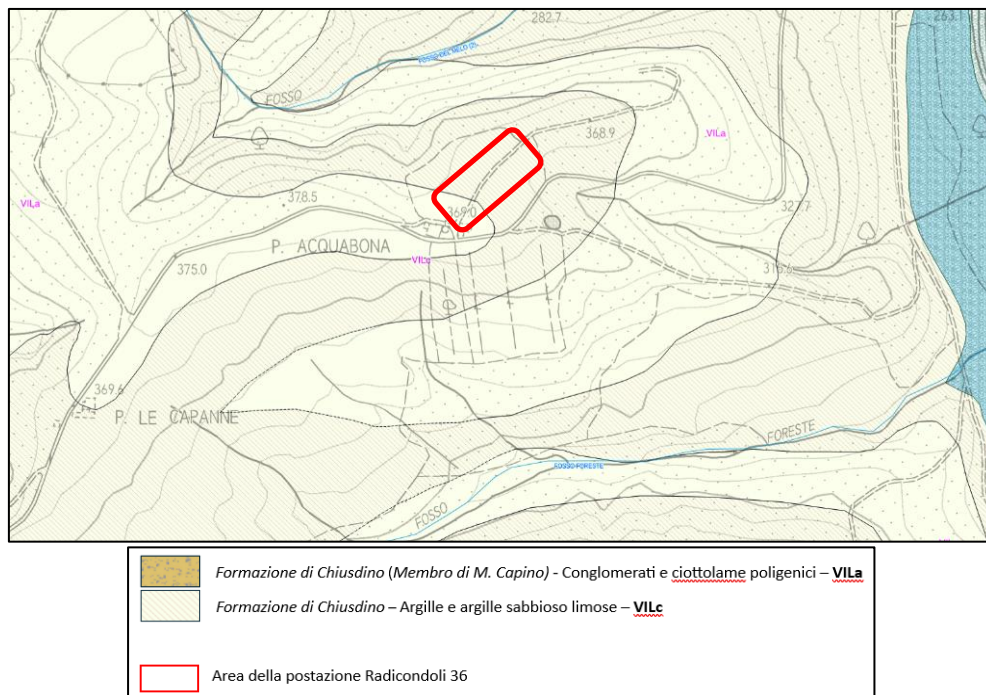 282.7
263.1
FOSSO DEL RELO (2)
FOSSO
368.9
VILa
378.5
369.0
VILa
327.7
P. ACQUABONA
VILc
375.0
315.6
369.6
P. LE CAPANNE
FORESTE
FOSSO FORESTE
FOSSO
Formazione di Chiusdino (Membro di M. Capino) - Conglomerati e ciottolame poligenici – VILa
Formazione di Chiusdino – Argille e argille sabbioso limose – VILc
Area della postazione Radicondoli 36